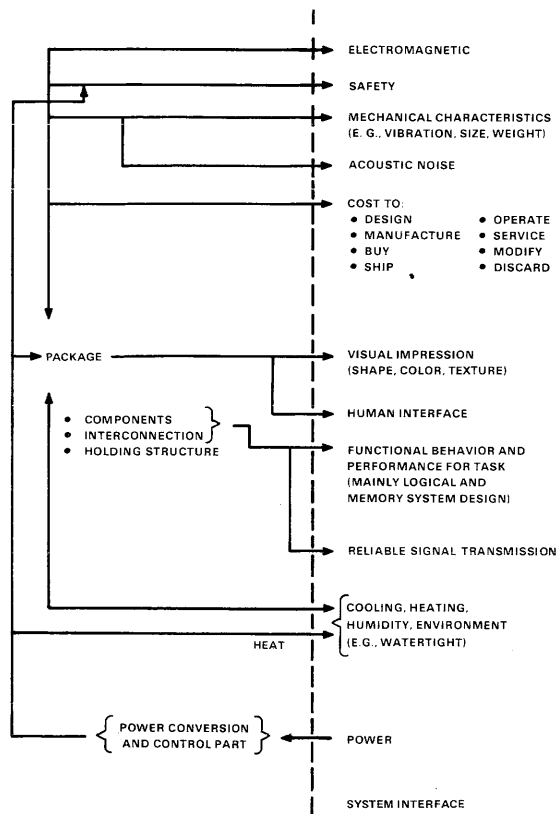 ELECTROMAGNETIC
SAFETY
MECHANICAL CHARACTERISTICS
(E. G., VIBRATION, SIZE, WEIGHT)
ACOUSTIC NOISE
COST TO:
• DESIGN • OPERATE
• MANUFACTURE • SERVICE
• BUY • MODIFY
• SHIP • DISCARD
PACKAGE
VISUAL IMPRESSION
(SHAPE, COLOR, TEXTURE)
HUMAN INTERFACE
• COMPONENTS
• INTERCONNECTION
• HOLDING STRUCTURE
FUNCTIONAL BEHAVIOR AND
PERFORMANCE FOR TASK
(MAINLY LOGICAL AND
MEMORY SYSTEM DESIGN)
RELIABLE SIGNAL TRANSMISSION
COOLING, HEATING,
HUMIDITY, ENVIRONMENT
(E.G., WATERTIGHT)
HEAT
POWER CONVERSION
AND CONTROL PART
POWER
SYSTEM INTERFACE